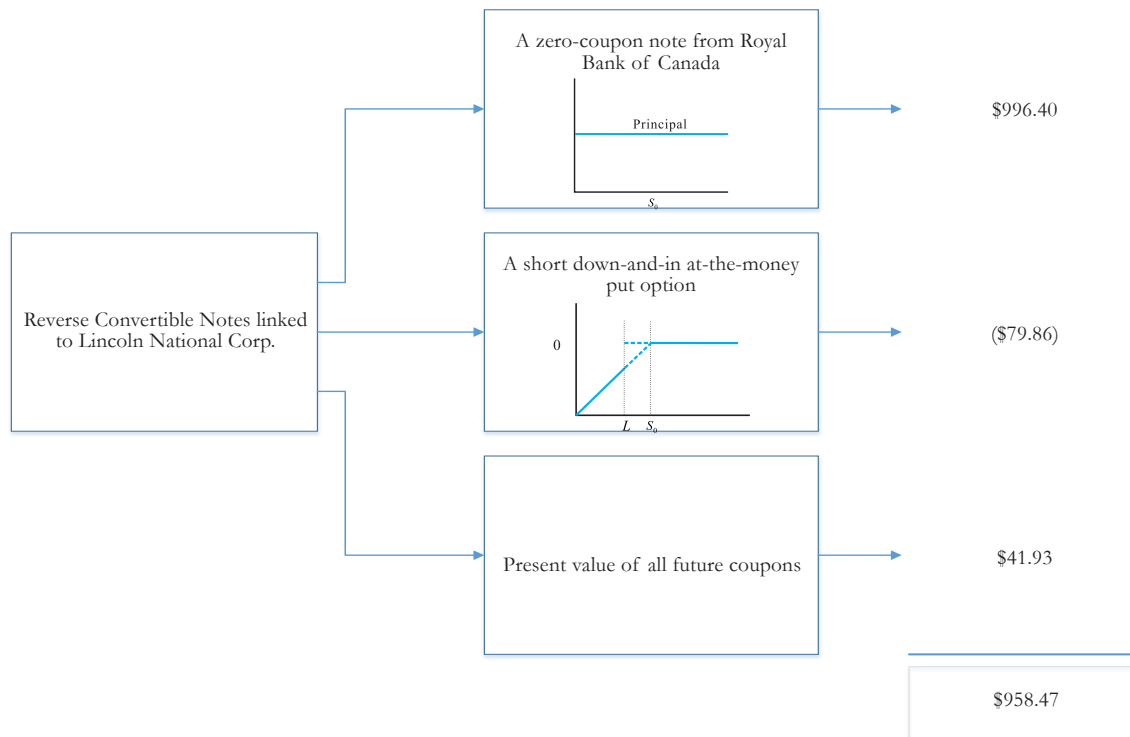 A zero-coupon note from Royal
Bank of Canada
Principal
S₀
$996.40
Reverse Convertible Notes linked
to Lincoln National Corp.
A short down-and-in at-the-money
put option
0
L S₀
($79.86)
Present value of all future coupons
$41.93
$958.47